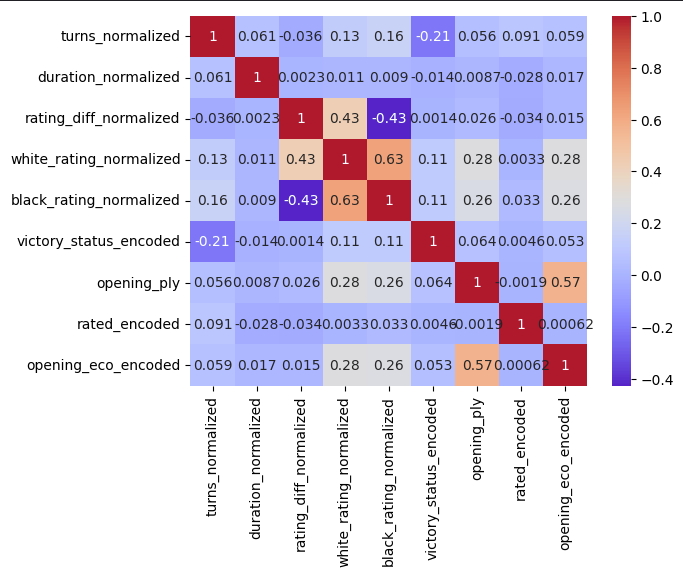 turns_normalized 1 0.061 -0.036 0.13 0.16 -0.21 0.056 0.091 0.059
duration_normalized 0.061 1 0.0023 0.011 0.009 -0.014 0.0087 -0.028 0.017
rating_diff_normalized -0.036 0.0023 1 0.43 -0.43 0.0014 0.026 -0.034 0.015
white_rating_normalized 0.13 0.011 0.43 1 0.63 0.11 0.28 0.0033 0.28
black_rating_normalized 0.16 0.009 -0.43 0.63 1 0.11 0.26 0.033 0.26
victory_status_encoded -0.21 -0.014 0.0014 0.11 0.11 1 0.064 0.0046 0.053
opening_ply 0.056 0.0087 0.026 0.28 0.26 0.064 1 -0.0019 0.57
rated_encoded 0.091 -0.028 -0.034 0.0033 0.033 0.0046 -0.0019 1 0.00062
opening_eco_encoded 0.059 0.017 0.015 0.28 0.26 0.053 0.57 0.00062 1
turns_normalized
duration_normalized
rating_diff_normalized
white_rating_normalized
black_rating_normalized
victory_status_encoded
opening_ply
rated_encoded
opening_eco_encoded
1.0
0.8
0.6
0.4
0.2
0.0
−0.2
−0.4